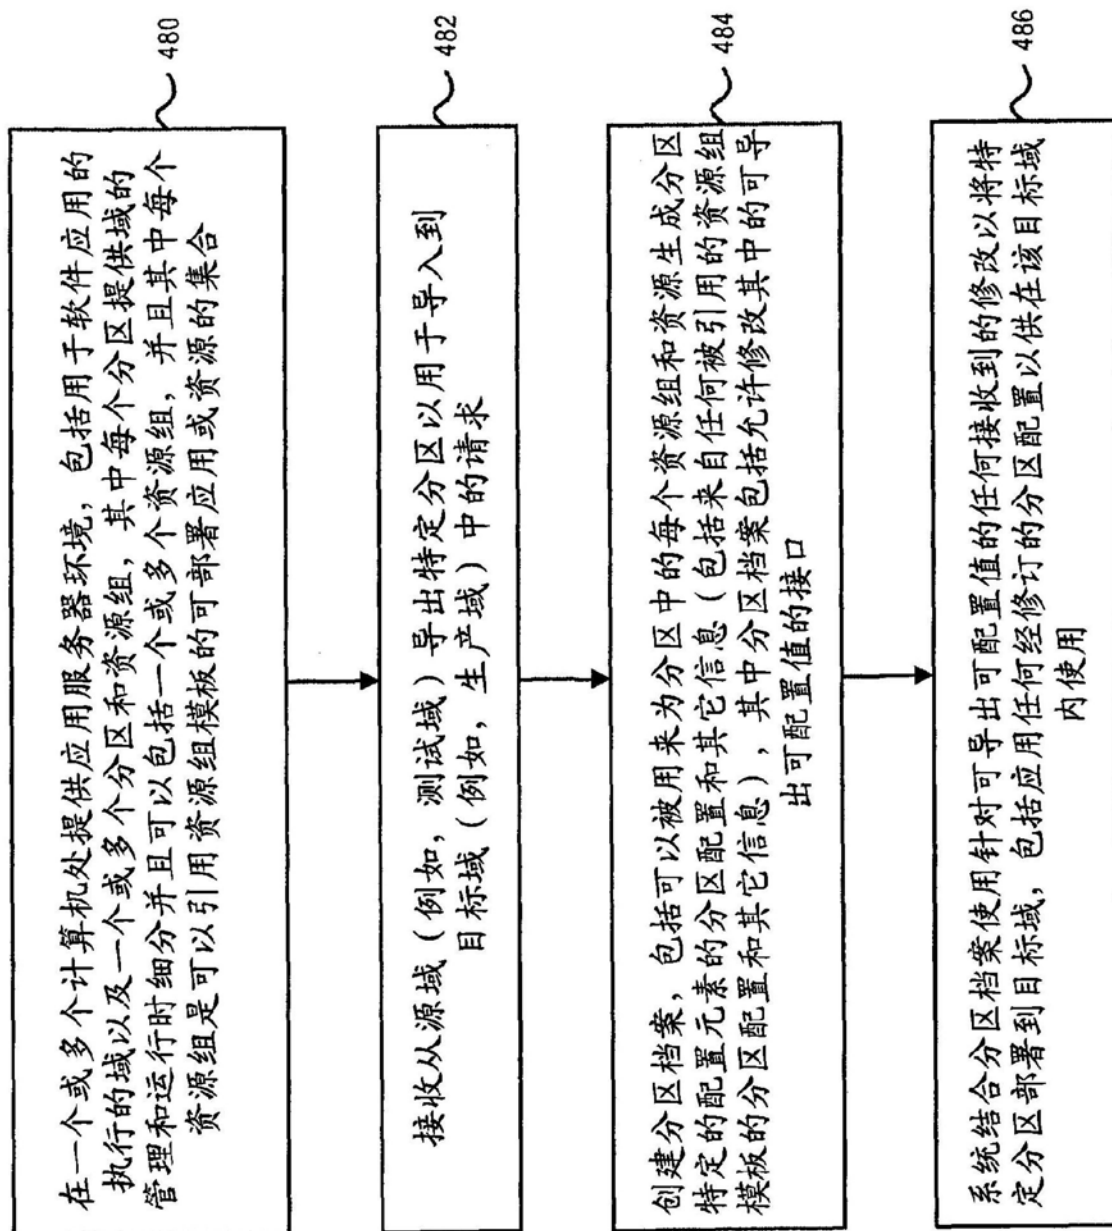 在一个或多个计算机处提供应用服务器环境，包括用于软件应用的
执行的域以及一个或多个分区和资源组，其中每个分区提供域的
管理和运行时细分并且可以包括一个或多个资源组，并且其中每个
资源组是可以引用资源组模板的可部署应用或资源的集合
480
接收从源域（例如，测试域）导出特定分区以用于导入到
目标域（例如，生产域）中的请求
482
创建分区档案，包括可以被用来为分区中的每个资源组和资源生成分区
特定的配置元素的分区配置和其它信息（包括来自任何被引用的资源组
模板的分区配置和其它信息），其中分区档案包括允许修改其中的可导
出可配置值的接口
484
系统结合分区档案使用针对可导出可配置值的任何接收到的修改以将特
定分区部署到目标域，包括应用任何经修订的分区配置以供在该目标域
内使用
486